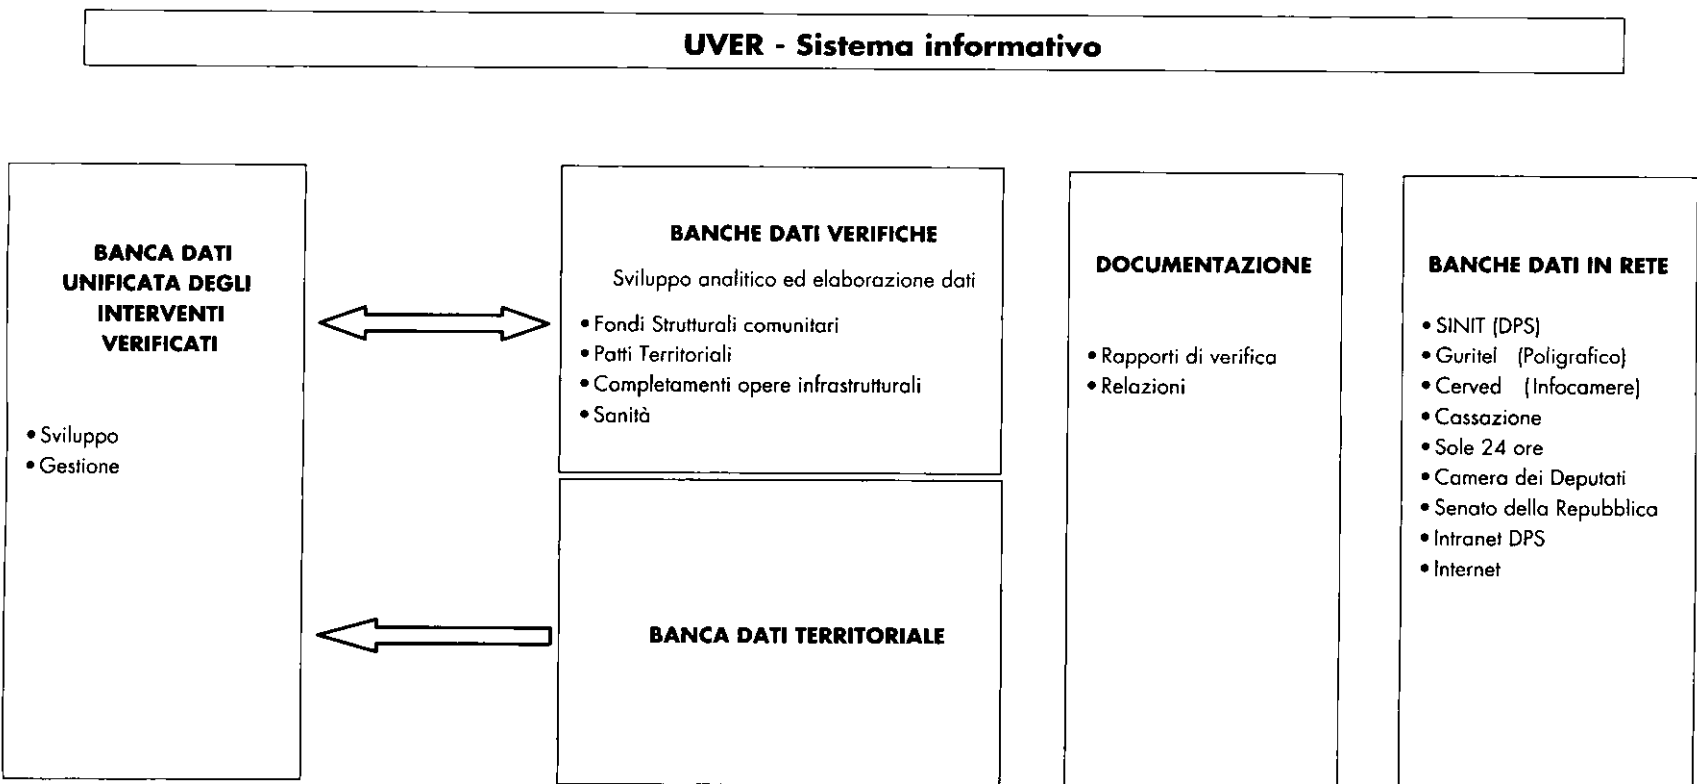 UVER - Sistema informativo
BANCA DATI
UNIFICATA DEGLI
INTERVENTI
VERIFICATI
• Sviluppo
• Gestione
BANCHE DATI VERIFICHE
Sviluppo analitico ed elaborazione dati
• Fondi Strutturali comunitari
• Patti Territoriali
• Completamenti opere infrastrutturali
• Sanità
BANCA DATI TERRITORIALE
DOCUMENTAZIONE
• Rapporti di verifica
• Relazioni
BANCHE DATI IN RETE
• SINIT (DPS)
• Guritel (Poligrafico)
• Cerved (Infocamere)
• Cassazione
• Sole 24 ore
• Camera dei Deputati
• Senato della Repubblica
• Intranet DPS
• Internet